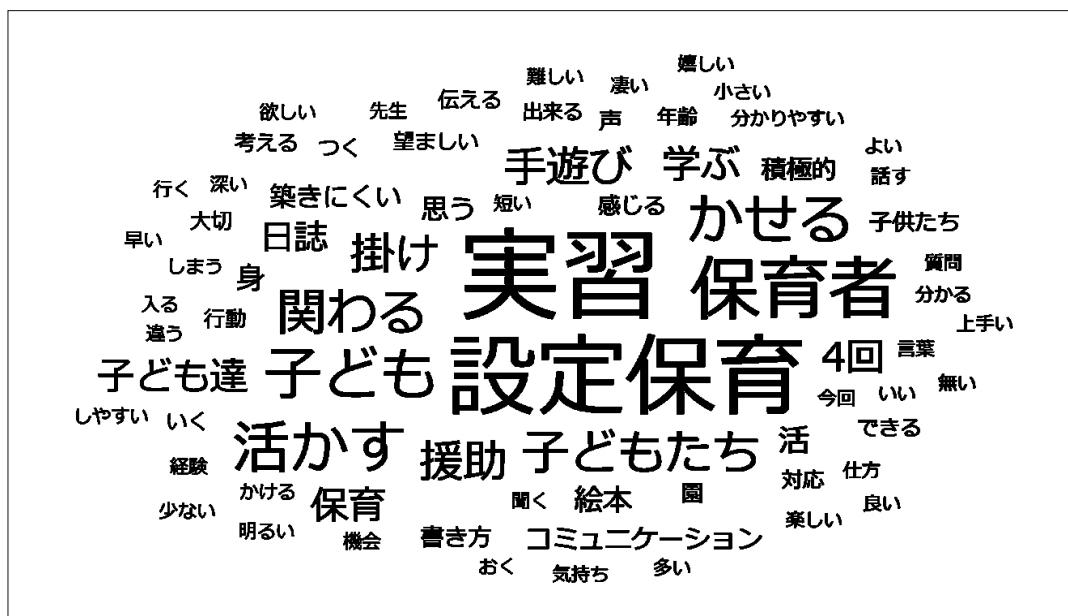 嬉しい
難しい 凄い 小さい
欲しい 先生 伝える 出来る 声 年齢 分かりやすい
考える つく 望ましい 手遊び 学ぶ 積極的 よい
話す
行く 深い 築きにくい 思う 短い 感じる かせる 子供たち
大切 日誌 掛け 実習 保育者
早い しまう 身 質問
入る 関わる 分かる
違う 行動 上手い
子ども達 子ども 設定保育 4回 言葉
しやすい いく 今回 いい 無い
活かす 援助 子どもたち 活 できる
経験 かける 対応 仕方
少ない 保育 聞く 絵本 園 良い
明るい 機会 書き方 コミュニケーション 楽しい
おく 気持ち 多い